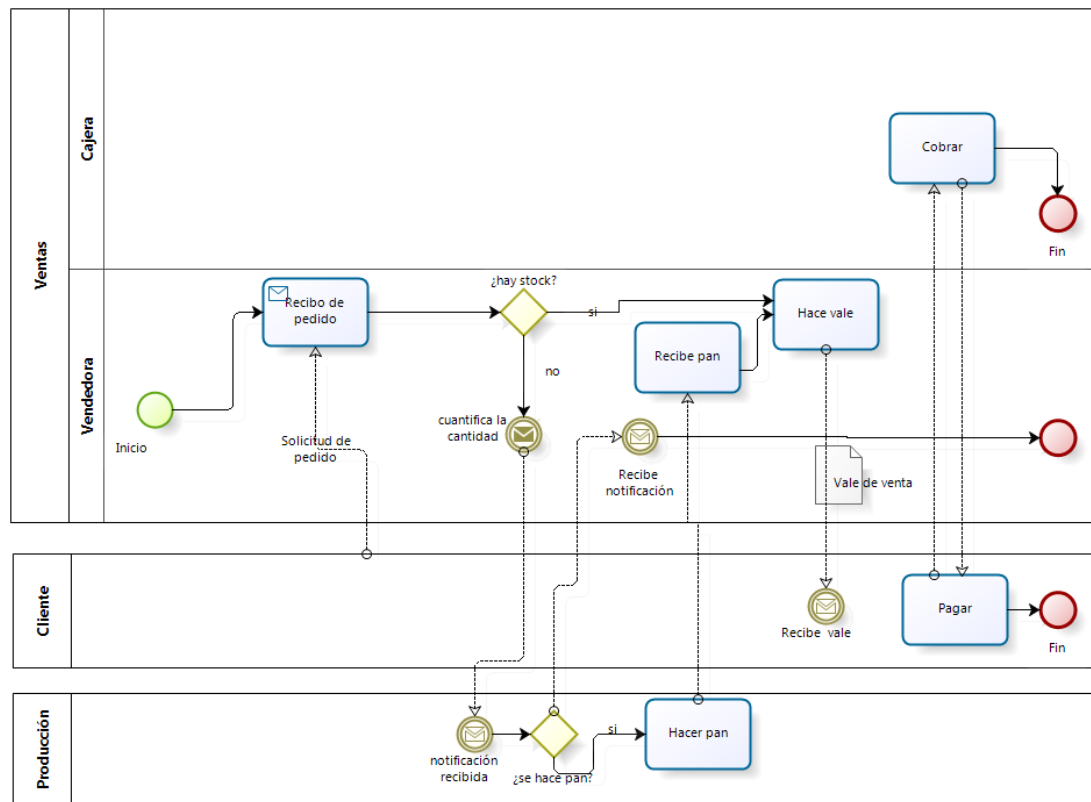 Ventas
Cajera
Cobrar
Fin
Vendedora
¿hay stock?
Recibo de
pedido
si
Hace vale
Recibe pan
no
cuantifica la
cantidad
Inicio
Solicitud de
pedido
Recibe
notificación
Vale de venta
Cliente
Recibe vale
Pagar
Fin
Producción
notificación
recibida
¿se hace pan?
si
Hacer pan